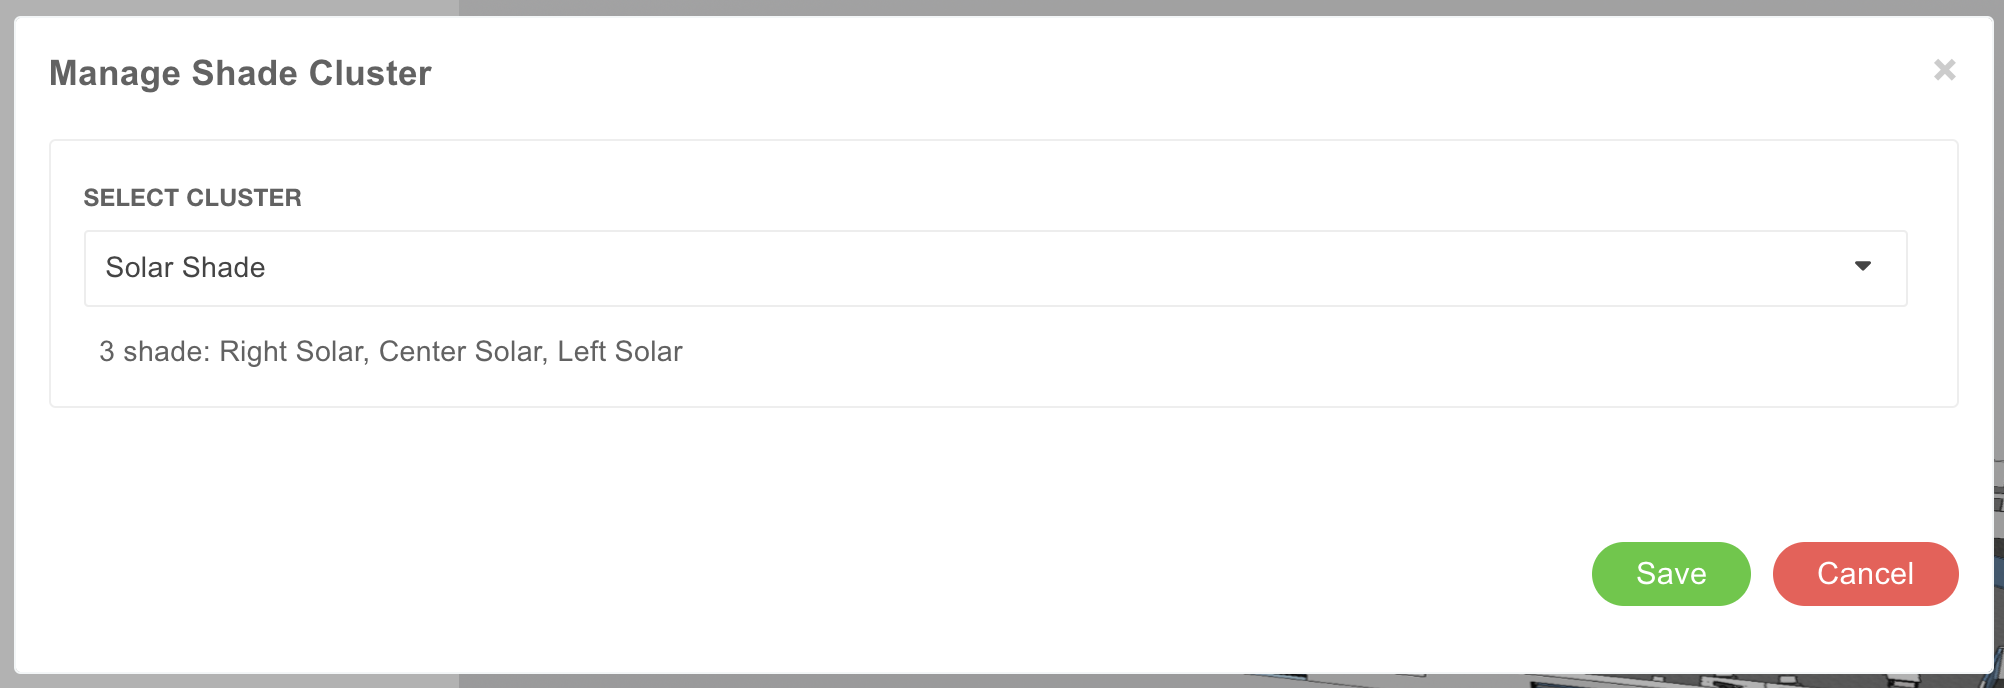 Manage Shade Cluster
SELECT CLUSTER
Solar Shade
3 shade: Right Solar, Center Solar, Left Solar
Save
Cancel